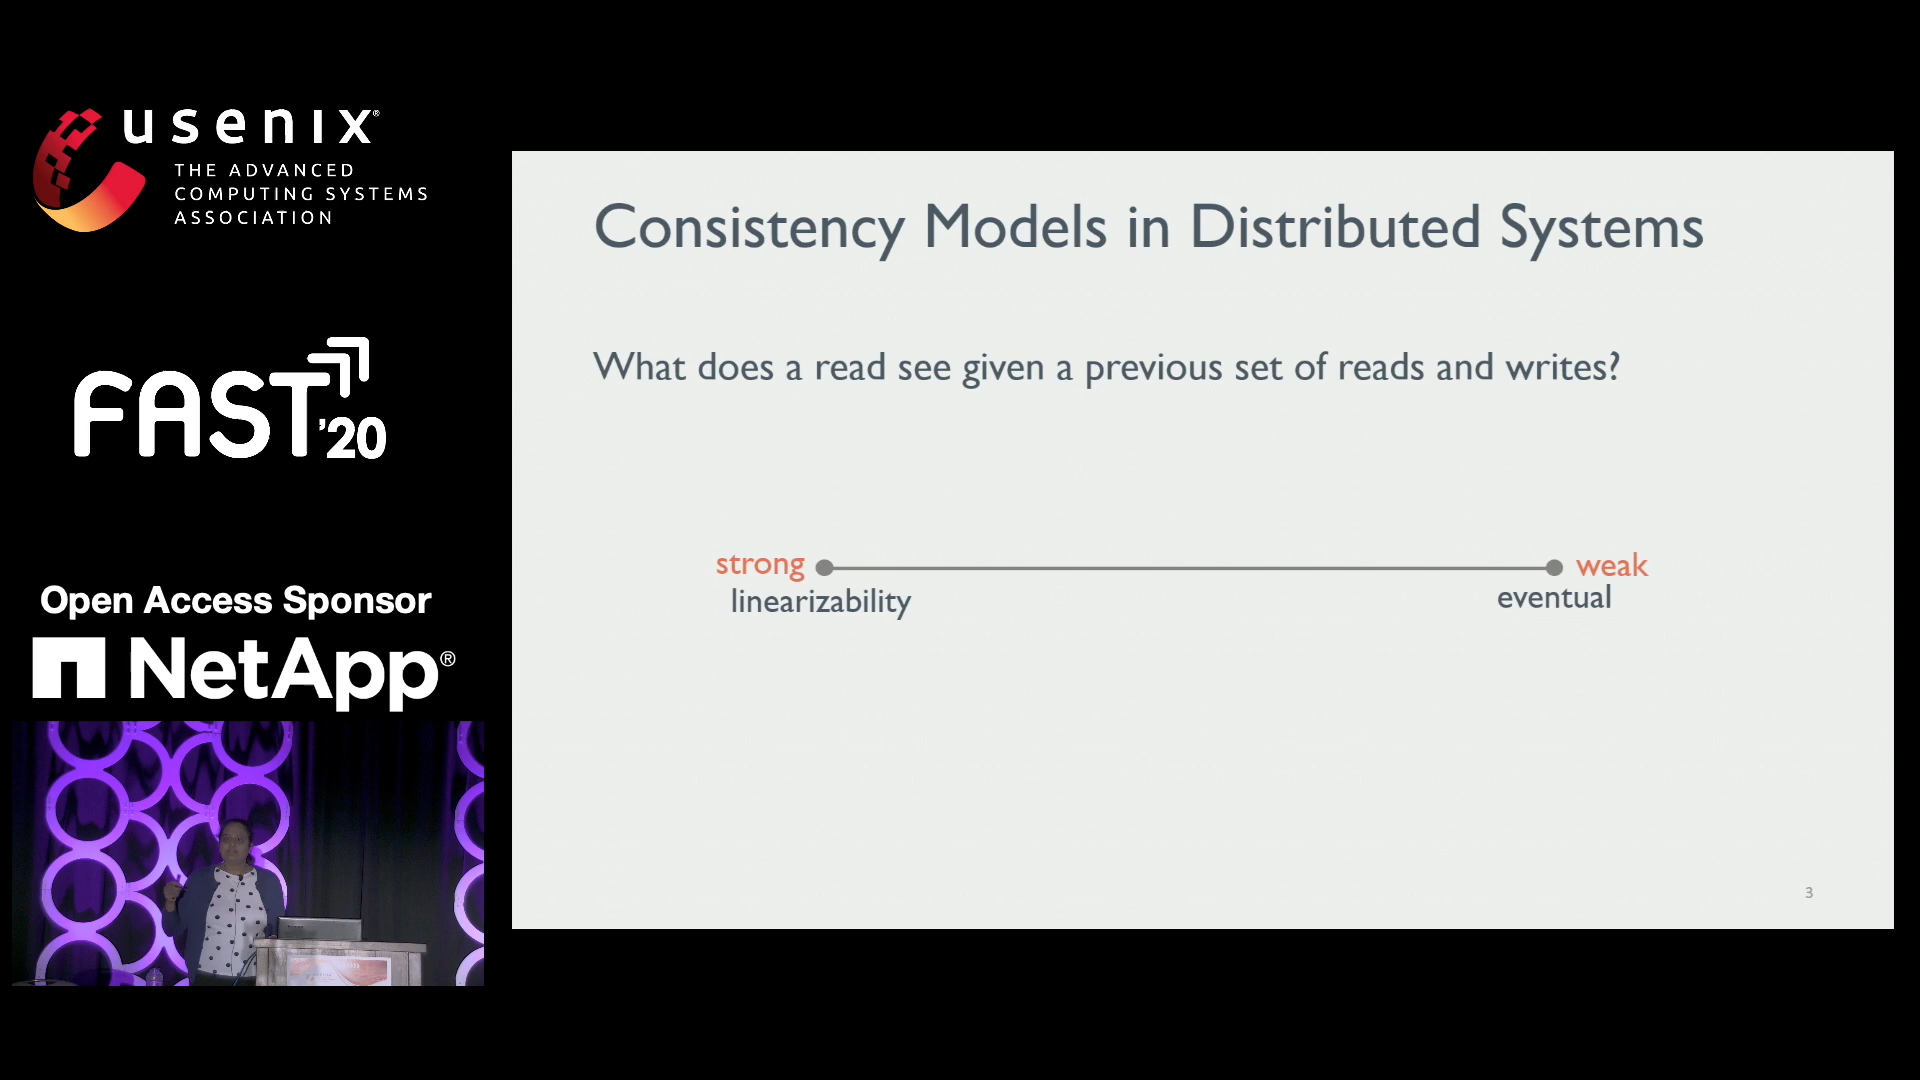 usenix®
THE ADVANCED
COMPUTING SYSTEMS
ASSOCIATION
FAST '20
Open Access Sponsor
NetApp®
Consistency Models in Distributed Systems
What does a read see given a previous set of reads and writes?
strong
weak
linearizability
eventual
3